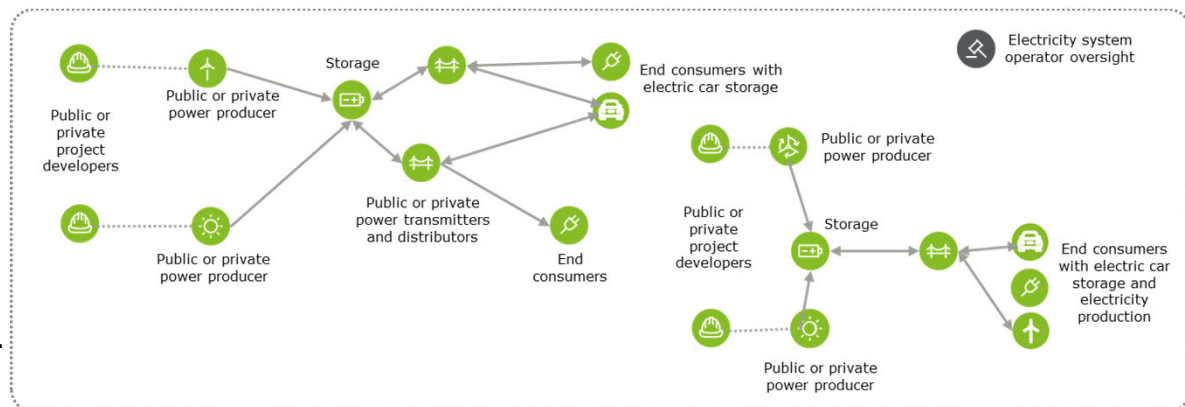 Storage
Public or private
power producer
Public or
private
project
developers
End consumers with
electric car storage
Public or private
power transmitters
and distributors
Public or private
power producer
End
consumers
Electricity system
operator oversight
Public or private
power producer
Public or
private
project
developers
Storage
End consumers
with electric car
storage and
electricity
production
Public or private
power producer